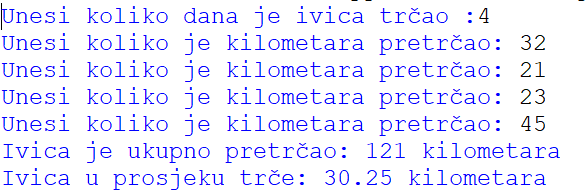 Unesi koliko dana je ivica trčao :4
Unesi koliko je kilometara pretrčao: 32
Unesi koliko je kilometara pretrčao: 21
Unesi koliko je kilometara pretrčao: 23
Unesi koliko je kilometara pretrčao: 45
Ivica je ukupno pretrčao: 121 kilometara
Ivica u prosjeku trče: 30.25 kilometara